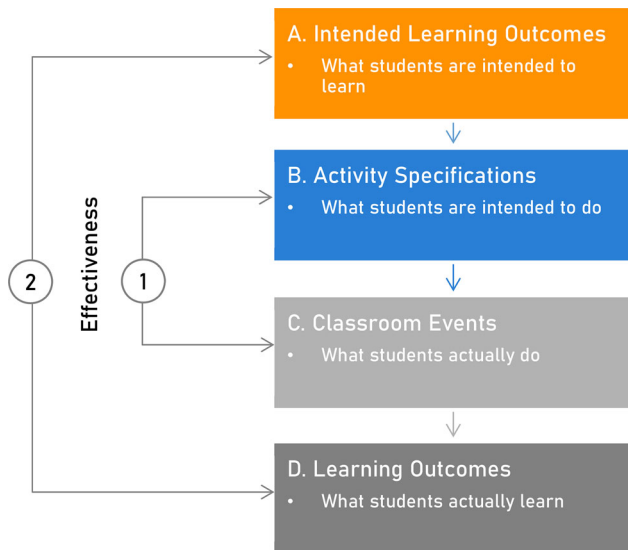 A. Intended Learning Outcomes
• What students are intended to
learn
B. Activity Specifications
• What students are intended to do
2
Effectiveness
1
C. Classroom Events
• What students actually do
D. Learning Outcomes
• What students actually learn